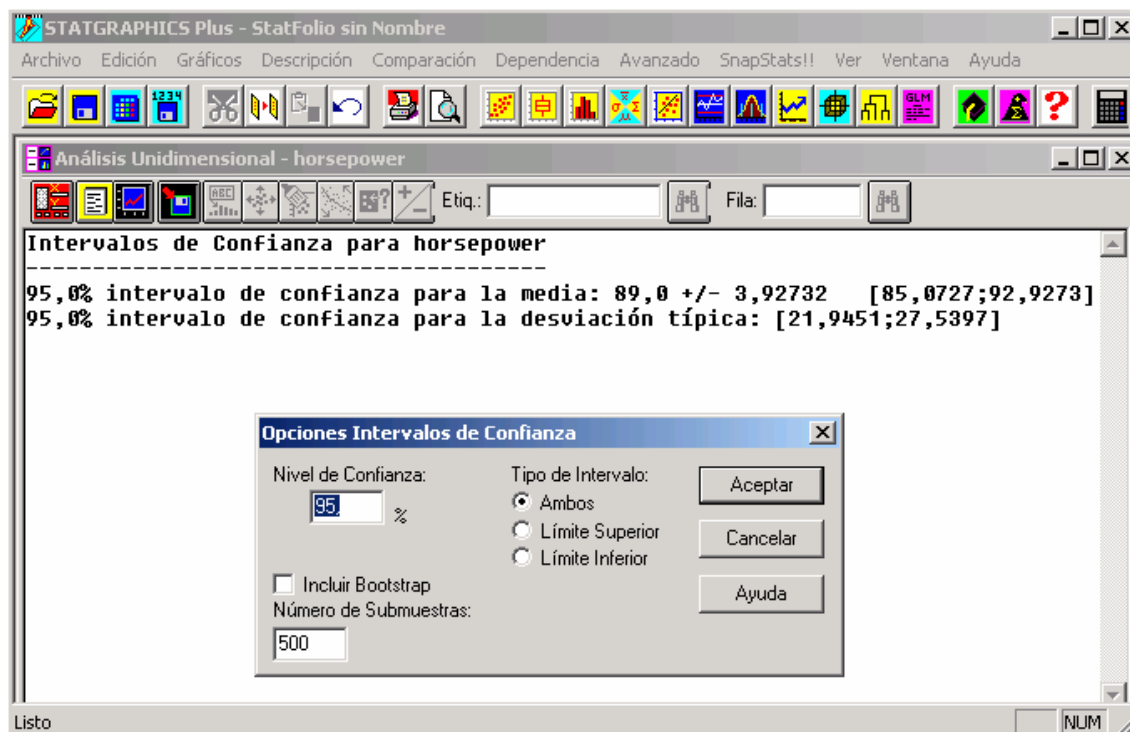 STATGRAPHICS Plus - StatFolio sin Nombre
Archivo Edición Gráficos Descripción Comparación Dependencia Avanzado SnapStats!! Ver Ventana Ayuda
1234
GLM
?
Análisis Unidimensional - horsepower
ABC
Etiq.:
Fila:
Intervalos de Confianza para horsepower
---------------------------------------
95,0% intervalo de confianza para la media: 89,0 +/- 3,92732 [85,0727;92,9273]
95,0% intervalo de confianza para la desviación típica: [21,9451;27,5397]
Opciones Intervalos de Confianza
Nivel de Confianza:
95, %
Incluir Bootstrap
Número de Submuestras:
500
Tipo de Intervalo:
Ambos
Límite Superior
Límite Inferior
Aceptar
Cancelar
Ayuda
Listo
NUM